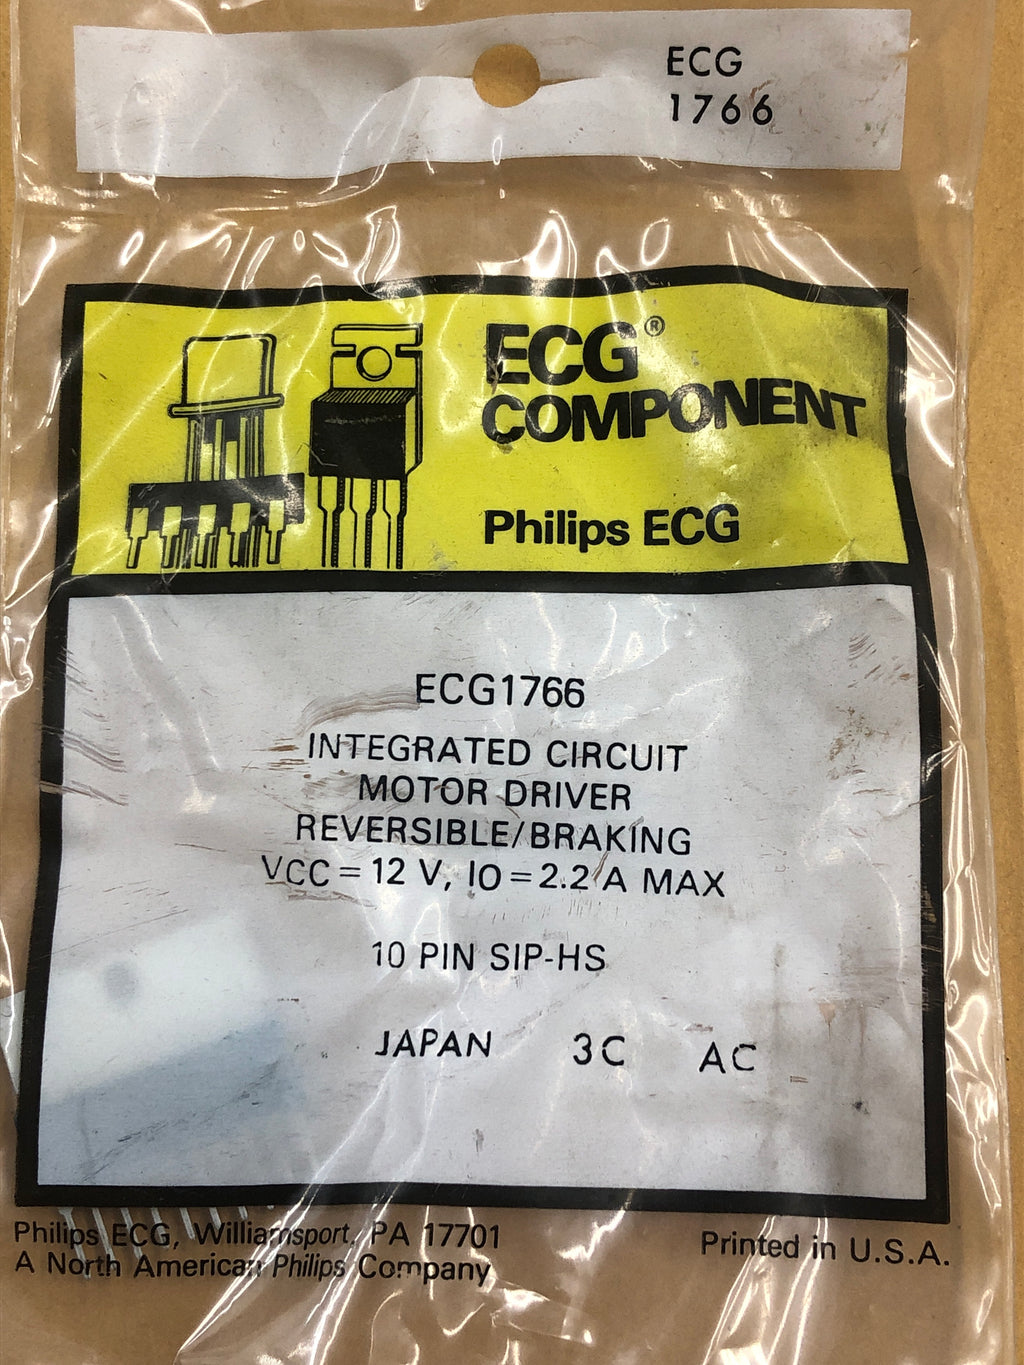 ECG
1766
ECG®
COMPONENT
Philips ECG
ECG1766
INTEGRATED CIRCUIT
MOTOR DRIVER
REVERSIBLE/BRAKING
VCC = 12 V, IO = 2.2 A MAX
10 PIN SIP-HS
JAPAN 3C AC
Philips ECG, Williamsport, PA 17701
A North American Philips Company
Printed in U.S.A.